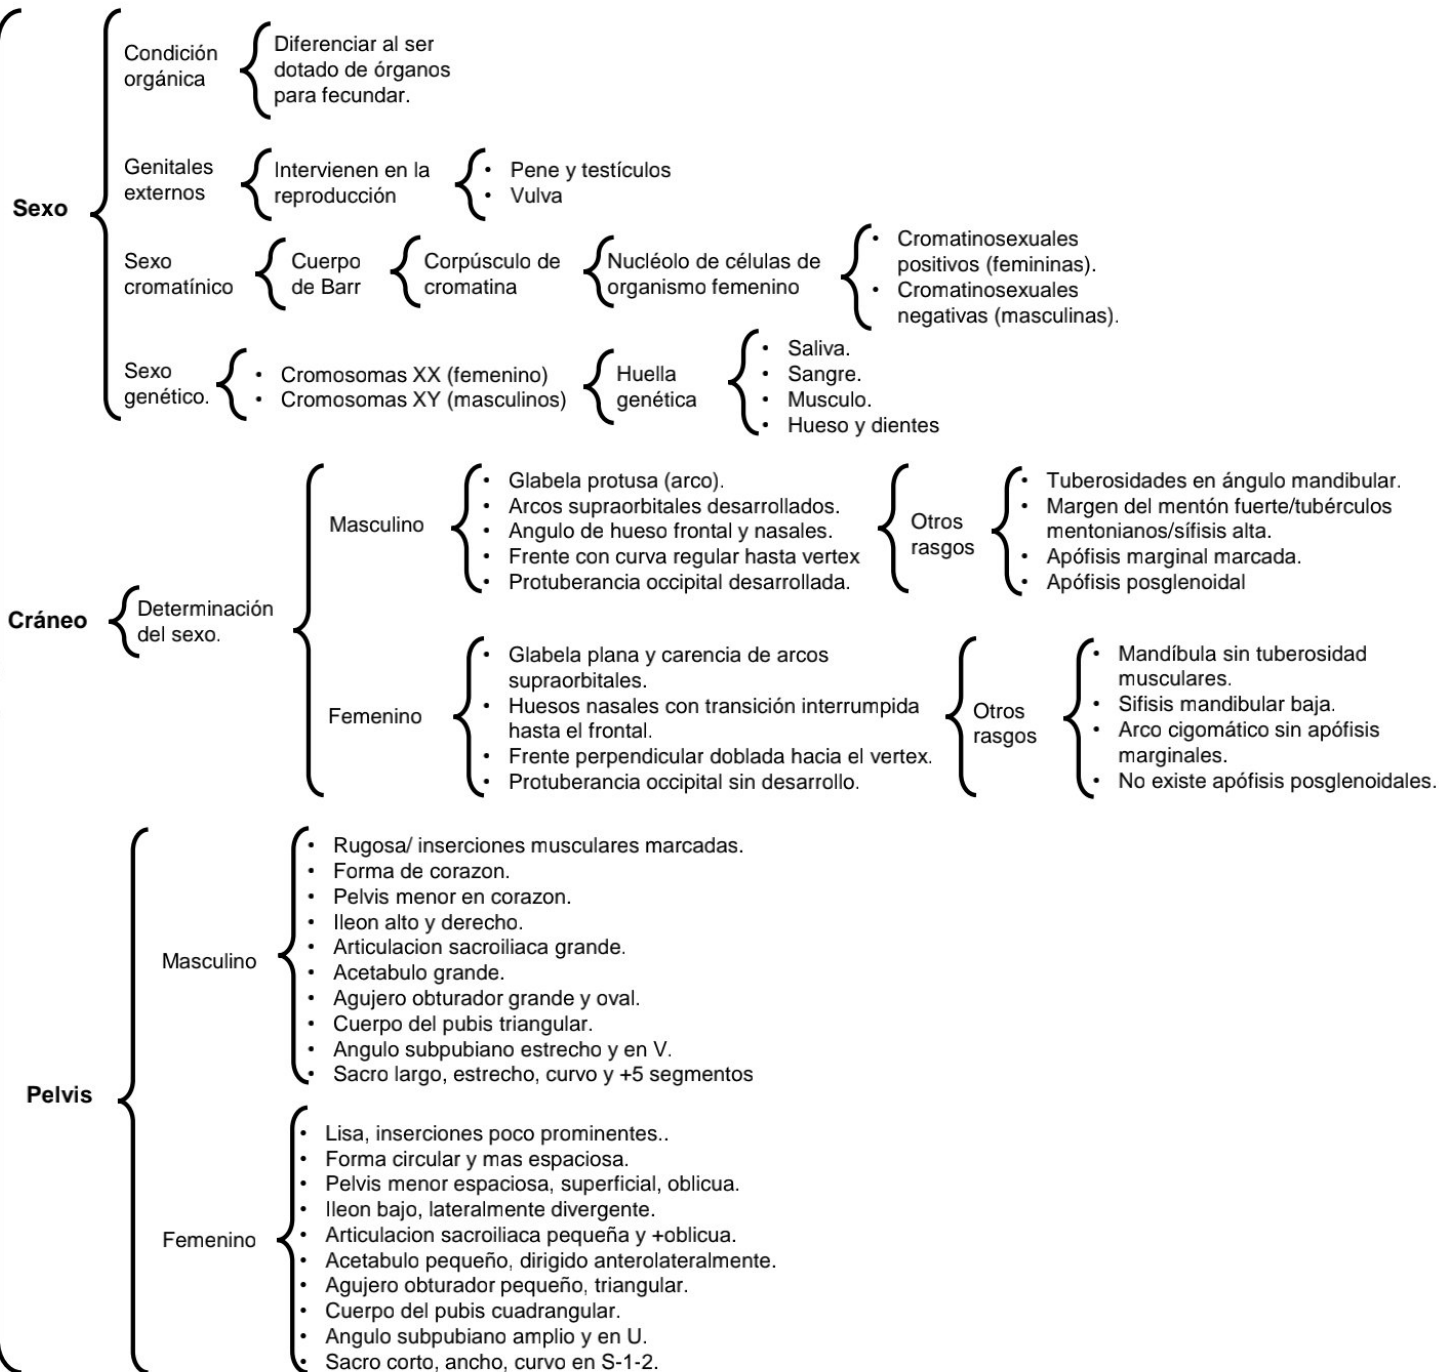 Sexo
Condición
orgánica
Diferenciar al ser
dotado de órganos
para fecundar.
Genitales
externos
Intervienen en la
reproducción
• Pene y testículos
• Vulva
Sexo
cromatínico
Cuerpo
de Barr
Corpúsculo de
cromatina
Nucléolo de células de
organismo femenino
• Cromatinosexuales
positivos (femininas).
• Cromatinosexuales
negativas (masculinas).
Sexo
genético.
• Cromosomas XX (femenino)
• Cromosomas XY (masculinos)
Huella
genética
• Saliva.
• Sangre.
• Musculo.
• Hueso y dientes
Cráneo
Determinación
del sexo.
Masculino
• Glabela protusa (arco).
• Arcos supraorbitales desarrollados.
• Angulo de hueso frontal y nasales.
• Frente con curva regular hasta vertex
• Protuberancia occipital desarrollada.
Otros
rasgos
• Tuberosidades en ángulo mandibular.
• Margen del mentón fuerte/tubérculos
mentonianos/sífisis alta.
• Apófisis marginal marcada.
• Apófisis posglenoidal
Femenino
• Glabela plana y carencia de arcos
supraorbitales.
• Huesos nasales con transición interrumpida
hasta el frontal.
• Frente perpendicular doblada hacia el vertex.
• Protuberancia occipital sin desarrollo.
Otros
rasgos
• Mandíbula sin tuberosidad
musculares.
• Sifisis mandibular baja.
• Arco cigomático sin apófisis
marginales.
• No existe apófisis posglenoidales.
Pelvis
Masculino
• Rugosa/ inserciones musculares marcadas.
• Forma de corazon.
• Pelvis menor en corazon.
• Ileon alto y derecho.
• Articulacion sacroiliaca grande.
• Acetabulo grande.
• Agujero obturador grande y oval.
• Cuerpo del pubis triangular.
• Angulo subpubiano estrecho y en V.
• Sacro largo, estrecho, curvo y +5 segmentos
Femenino
• Lisa, inserciones poco prominentes..
• Forma circular y mas espaciosa.
• Pelvis menor espaciosa, superficial, oblicua.
• Ileon bajo, lateralmente divergente.
• Articulacion sacroiliaca pequeña y +oblicua.
• Acetabulo pequeño, dirigido anterolateralmente.
• Agujero obturador pequeño, triangular.
• Cuerpo del pubis cuadrangular.
• Angulo subpubiano amplio y en U.
• Sacro corto, ancho, curvo en S-1-2.